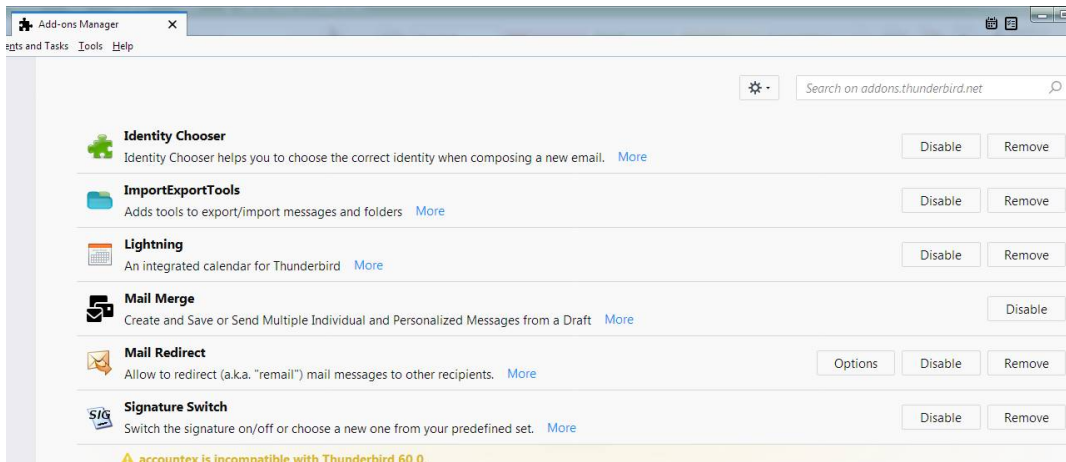 Add-ons Manager
ents and Tasks Tools Help
Search on addons.thunderbird.net
Identity Chooser
Identity Chooser helps you to choose the correct identity when composing a new email. More
Disable Remove
ImportExportTools
Adds tools to export/import messages and folders More
Disable Remove
Lightning
An integrated calendar for Thunderbird More
Disable Remove
Mail Merge
Create and Save or Send Multiple Individual and Personalized Messages from a Draft More
Disable
Mail Redirect
Allow to redirect (a.k.a. "remail") mail messages to other recipients. More
Options Disable Remove
SIG
Signature Switch
Switch the signature on/off or choose a new one from your predefined set. More
Disable Remove
accountex is incompatible with Thunderbird 60.0